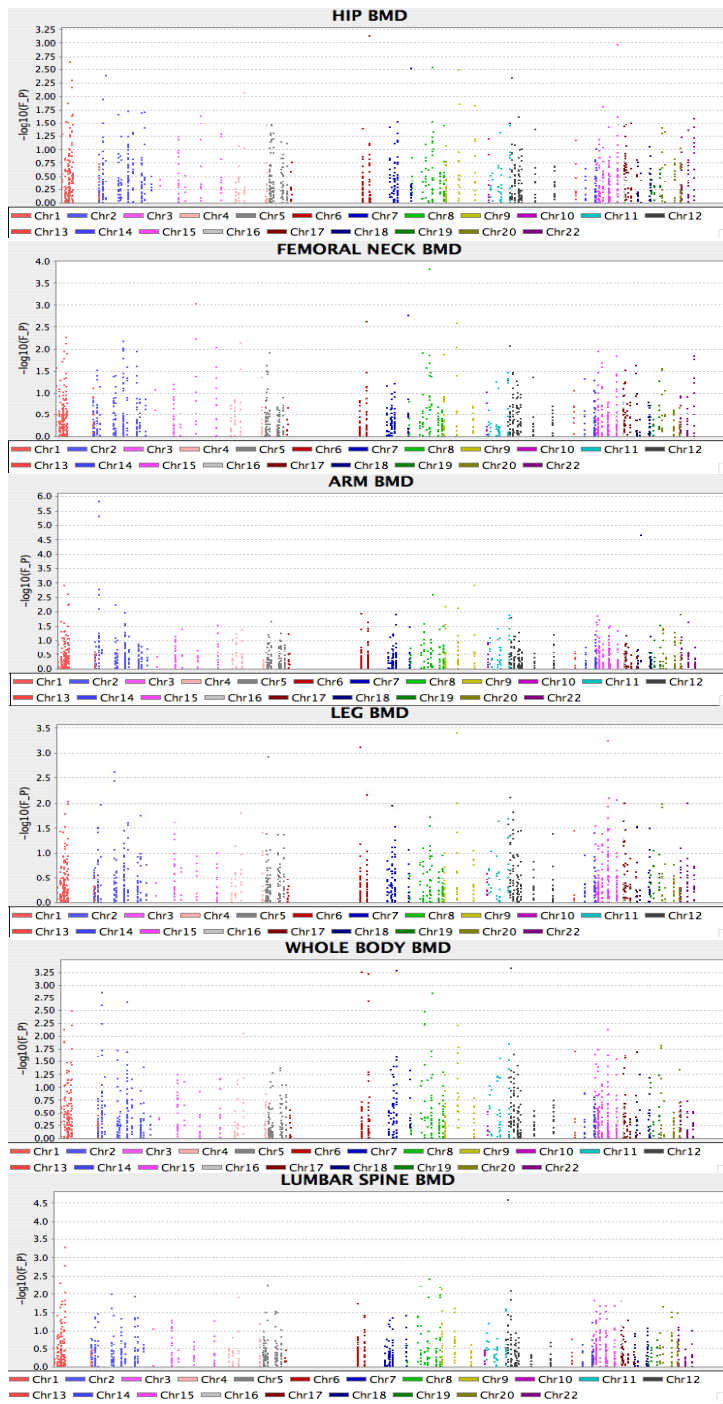 HIP BMD
−log10(F_P)
3.25
3.00
2.75
2.50
2.25
2.00
1.75
1.50
1.25
1.00
0.75
0.50
0.25
0.00
Chr1 Chr2 Chr3 Chr4 Chr5 Chr6 Chr7 Chr8 Chr9 Chr10 Chr11 Chr12
Chr13 Chr14 Chr15 Chr16 Chr17 Chr18 Chr19 Chr20 Chr22
FEMORAL NECK BMD
−log10(F_P)
4.0
3.5
3.0
2.5
2.0
1.5
1.0
0.5
0.0
Chr1 Chr2 Chr3 Chr4 Chr5 Chr6 Chr7 Chr8 Chr9 Chr10 Chr11 Chr12
Chr13 Chr14 Chr15 Chr16 Chr17 Chr18 Chr19 Chr20 Chr22
ARM BMD
−log10(F_P)
6.0
5.5
5.0
4.5
4.0
3.5
3.0
2.5
2.0
1.5
1.0
0.5
0.0
Chr1 Chr2 Chr3 Chr4 Chr5 Chr6 Chr7 Chr8 Chr9 Chr10 Chr11 Chr12
Chr13 Chr14 Chr15 Chr16 Chr17 Chr18 Chr19 Chr20 Chr22
LEG BMD
−log10(F_P)
3.5
3.0
2.5
2.0
1.5
1.0
0.5
0.0
Chr1 Chr2 Chr3 Chr4 Chr5 Chr6 Chr7 Chr8 Chr9 Chr10 Chr11 Chr12
Chr13 Chr14 Chr15 Chr16 Chr17 Chr18 Chr19 Chr20 Chr22
WHOLE BODY BMD
−log10(F_P)
3.25
3.00
2.75
2.50
2.25
2.00
1.75
1.50
1.25
1.00
0.75
0.50
0.25
0.00
Chr1 Chr2 Chr3 Chr4 Chr5 Chr6 Chr7 Chr8 Chr9 Chr10 Chr11 Chr12
Chr13 Chr14 Chr15 Chr16 Chr17 Chr18 Chr19 Chr20 Chr22
LUMBAR SPINE BMD
−log10(F_P)
4.5
4.0
3.5
3.0
2.5
2.0
1.5
1.0
0.5
0.0
Chr1 Chr2 Chr3 Chr4 Chr5 Chr6 Chr7 Chr8 Chr9 Chr10 Chr11 Chr12
Chr13 Chr14 Chr15 Chr16 Chr17 Chr18 Chr19 Chr20 Chr22